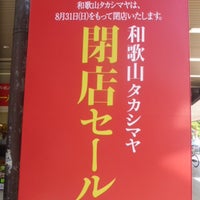 和歌山タカシマヤは、
8月31日(日)をもって閉店いたします。
和歌山タカシマヤ
閉店セール